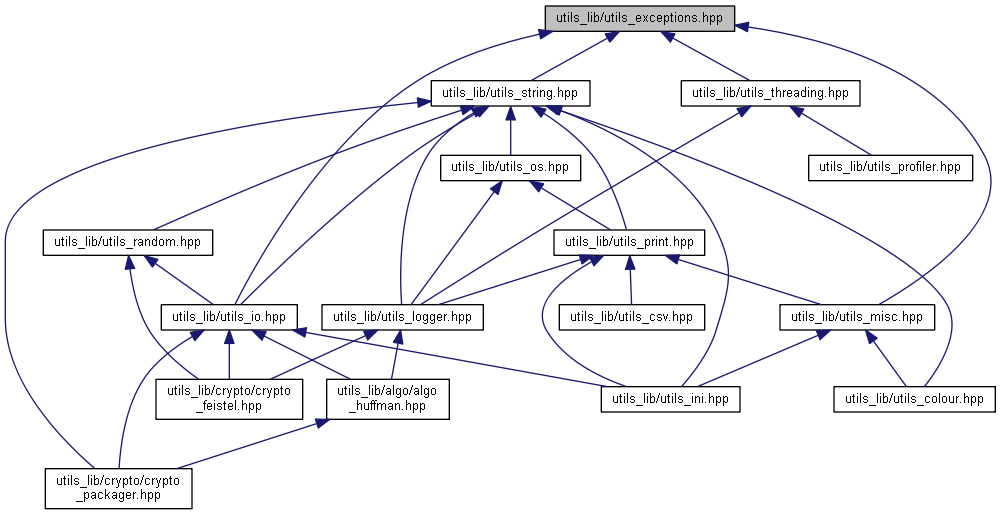 utils_lib/utils_exceptions.hpp
utils_lib/utils_string.hpp
utils_lib/utils_threading.hpp
utils_lib/utils_os.hpp
utils_lib/utils_profiler.hpp
utils_lib/utils_random.hpp
utils_lib/utils_print.hpp
utils_lib/utils_io.hpp
utils_lib/utils_logger.hpp
utils_lib/utils_csv.hpp
utils_lib/utils_misc.hpp
utils_lib/crypto/crypto
_feistel.hpp
utils_lib/algo/algo
_huffman.hpp
utils_lib/utils_ini.hpp
utils_lib/utils_colour.hpp
utils_lib/crypto/crypto
_packager.hpp